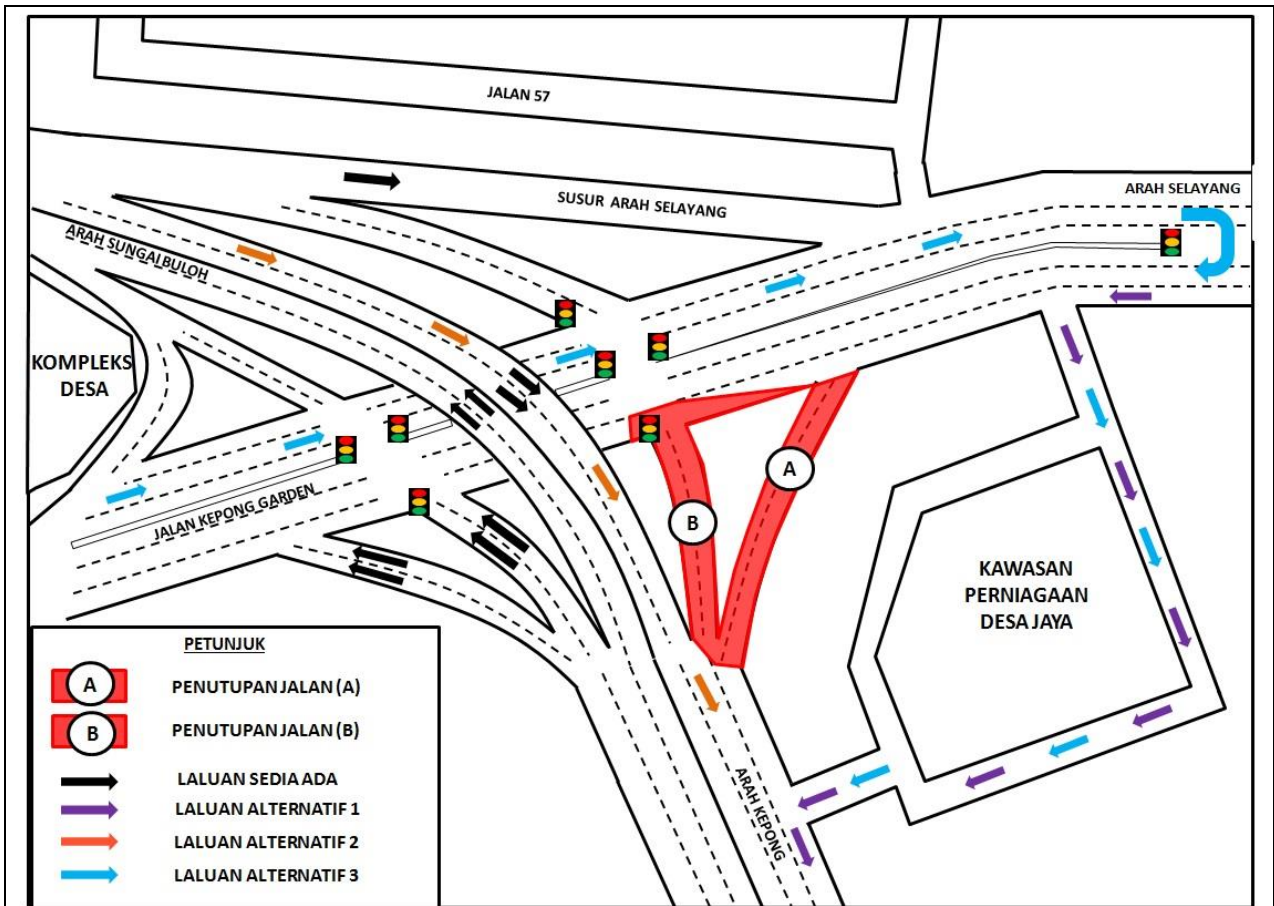 JALAN 57
SUSUR ARAH SELAYANG
ARAH SELAYANG
ARAH SUNGAI BULOH
KOMPLEKS
DESA
JALAN KEPONG GARDEN
A
B
KAWASAN
PERNIAGAAN
DESA JAYA
ARAH KEPONG
PETUNJUK
A PENUTUPAN JALAN (A)
B PENUTUPAN JALAN (B)
LALUAN SEDIA ADA
LALUAN ALTERNATIF 1
LALUAN ALTERNATIF 2
LALUAN ALTERNATIF 3